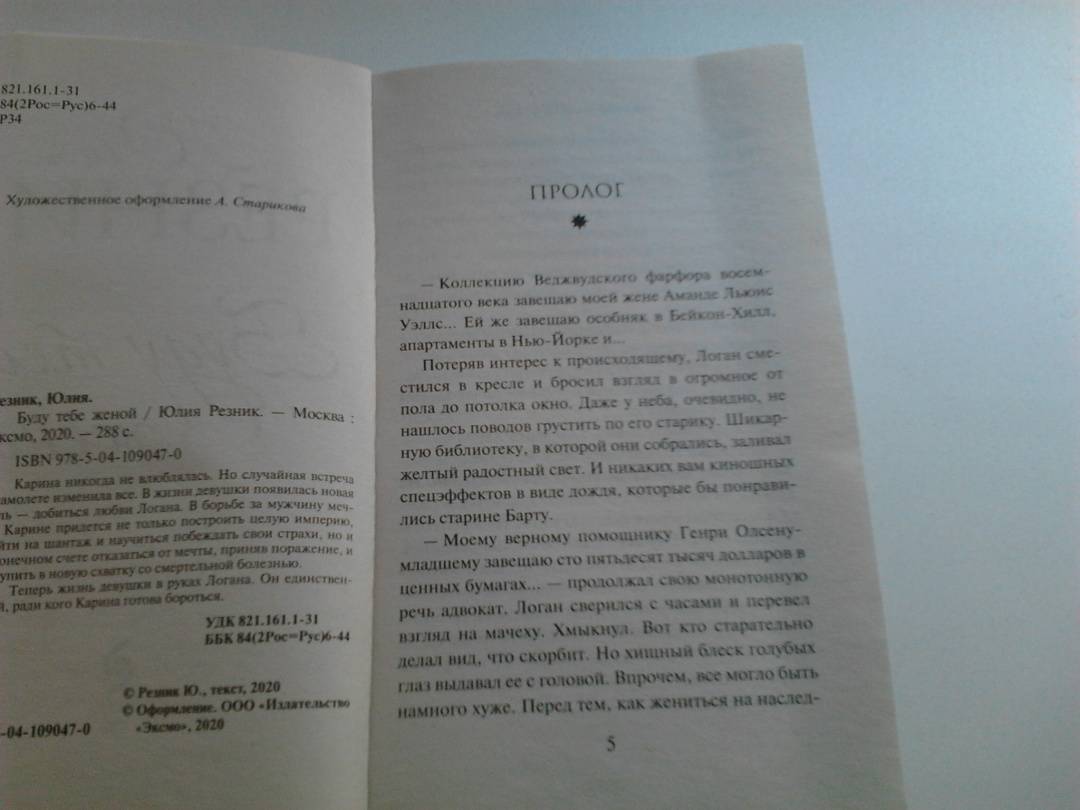 821.161.1-31
84(2Рос=Рус)6-44
Р34
Художественное оформление А. Старикова
езник, Юлия.
Буду тебе женой / Юлия Резник. — Москва :
ксмо, 2020. — 288 с.
ISBN 978-5-04-109047-0
Карина никогда не влюблялась. Но случайная встреча
амолете изменила все. В жизни девушки появилась новая
ль — добиться любви Логана. В борьбе за мужчину меч-
Карине придется не только построить целую империю,
йти на шантаж и научиться побеждать свои страхи, но и
онечном счете отказаться от мечты, приняв поражение, и
упить в новую схватку со смертельной болезнью.
Теперь жизнь девушки в руках Логана. Он единствен-
й, ради кого Карина готова бороться.
УДК 821.161.1-31
ББК 84(2Рос=Рус)6-44
© Резник Ю., текст, 2020
© Оформление. ООО «Издательство
«Эксмо», 2020
-04-109047-0
ПРОЛОГ
— Коллекцию Веджвудского фарфора восем-
надцатого века завещаю моей жене Аманде Льюис
Уэллс... Ей же завещаю особняк в Бейкон-Хилл,
апартаменты в Нью-Йорке и...
Потеряв интерес к происходящему, Логан сме-
стился в кресле и бросил взгляд в огромное от
пола до потолка окно. Даже у неба, очевидно, не
нашлось поводов грустить по его старику. Шикар-
ную библиотеку, в которой они собрались, заливал
желтый радостный свет. И никаких вам киношных
спецэффектов в виде дождя, которые бы понрави-
лись старине Барту.
— Моему верному помощнику Генри Олсену-
младшему завещаю сто пятьдесят тысяч долларов в
ценных бумагах... — продолжал свою монотонную
речь адвокат. Логан сверился с часами и перевел
взгляд на мачеху. Хмыкнул. Вот кто старательно
делал вид, что скорбит. Но хищный блеск голубых
глаз выдавал ее с головой. Впрочем, все могло быть
намного хуже. Перед тем, как жениться на наслед-
5